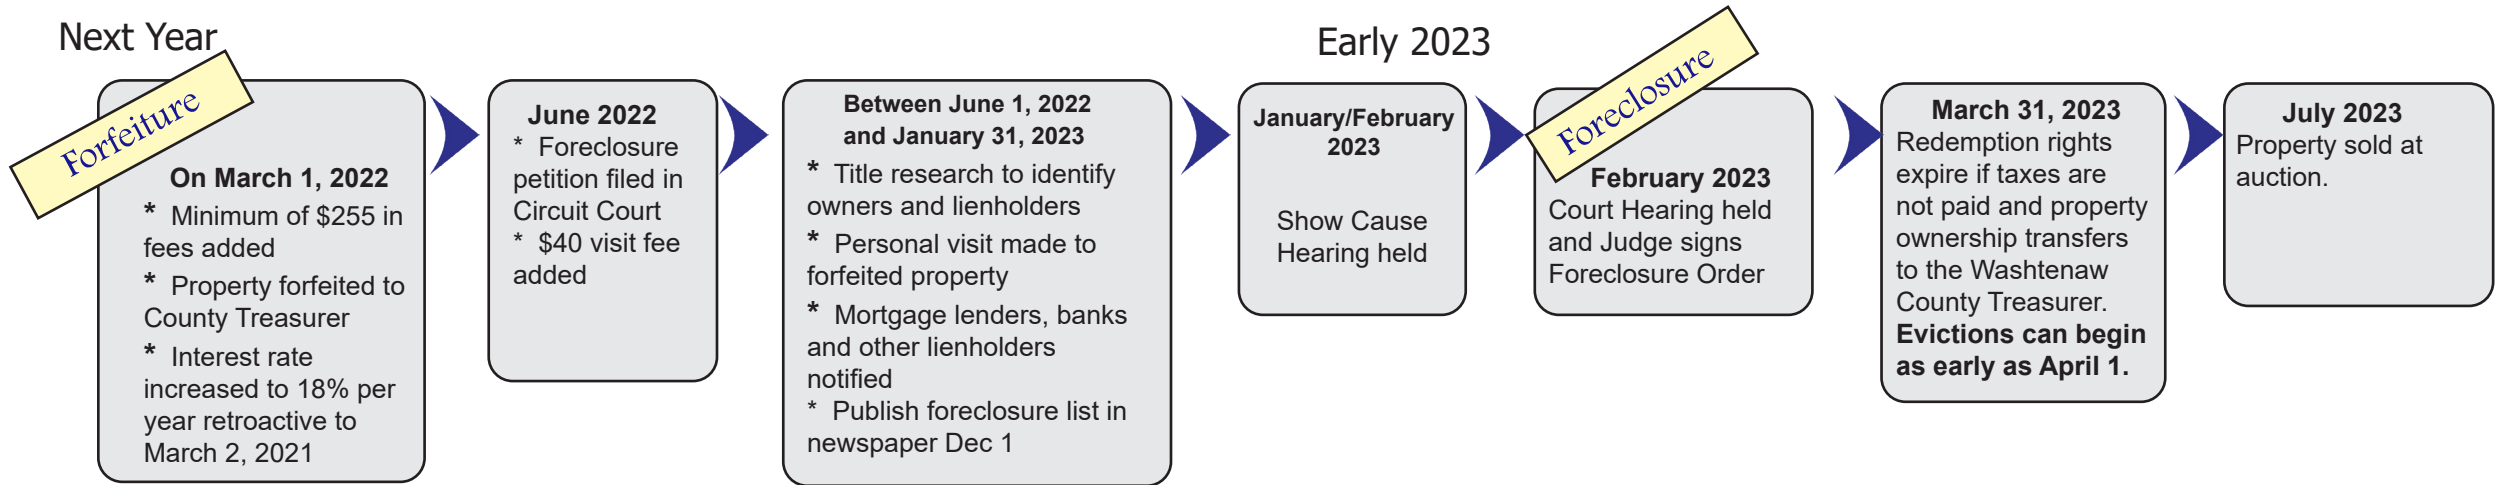 Next Year
Forfeiture
On March 1, 2022
* Minimum of $255 in
fees added
* Property forfeited to
County Treasurer
* Interest rate
increased to 18% per
year retroactive to
March 2, 2021
June 2022
* Foreclosure
petition filed in
Circuit Court
* $40 visit fee
added
Between June 1, 2022
and January 31, 2023
* Title research to identify
owners and lienholders
* Personal visit made to
forfeited property
* Mortgage lenders, banks
and other lienholders
notified
* Publish foreclosure list in
newspaper Dec 1
Early 2023
January/February
2023
Show Cause
Hearing held
Foreclosure
February 2023
Court Hearing held
and Judge signs
Foreclosure Order
March 31, 2023
Redemption rights
expire if taxes are
not paid and property
ownership transfers
to the Washtenaw
County Treasurer.
Evictions can begin
as early as April 1.
July 2023
Property sold at
auction.